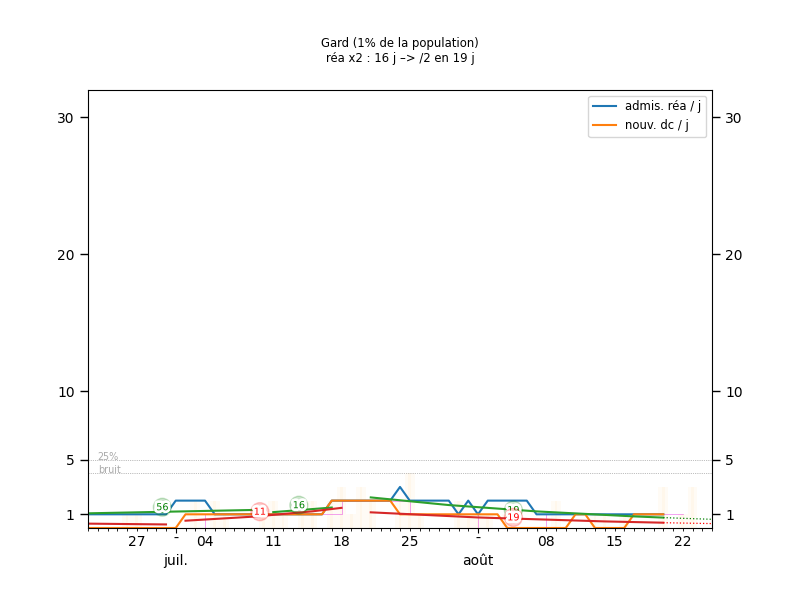 Gard (1% de la population)
réa x2 : 16 j –> /2 en 19 j
admis. réa / j
nouv. dc / j
30 30
20 20
10 10
25%
5 5
bruit
56 11 16 19 19
1 1
27 - 04 11 18 25 - 08 15 22
juil. août